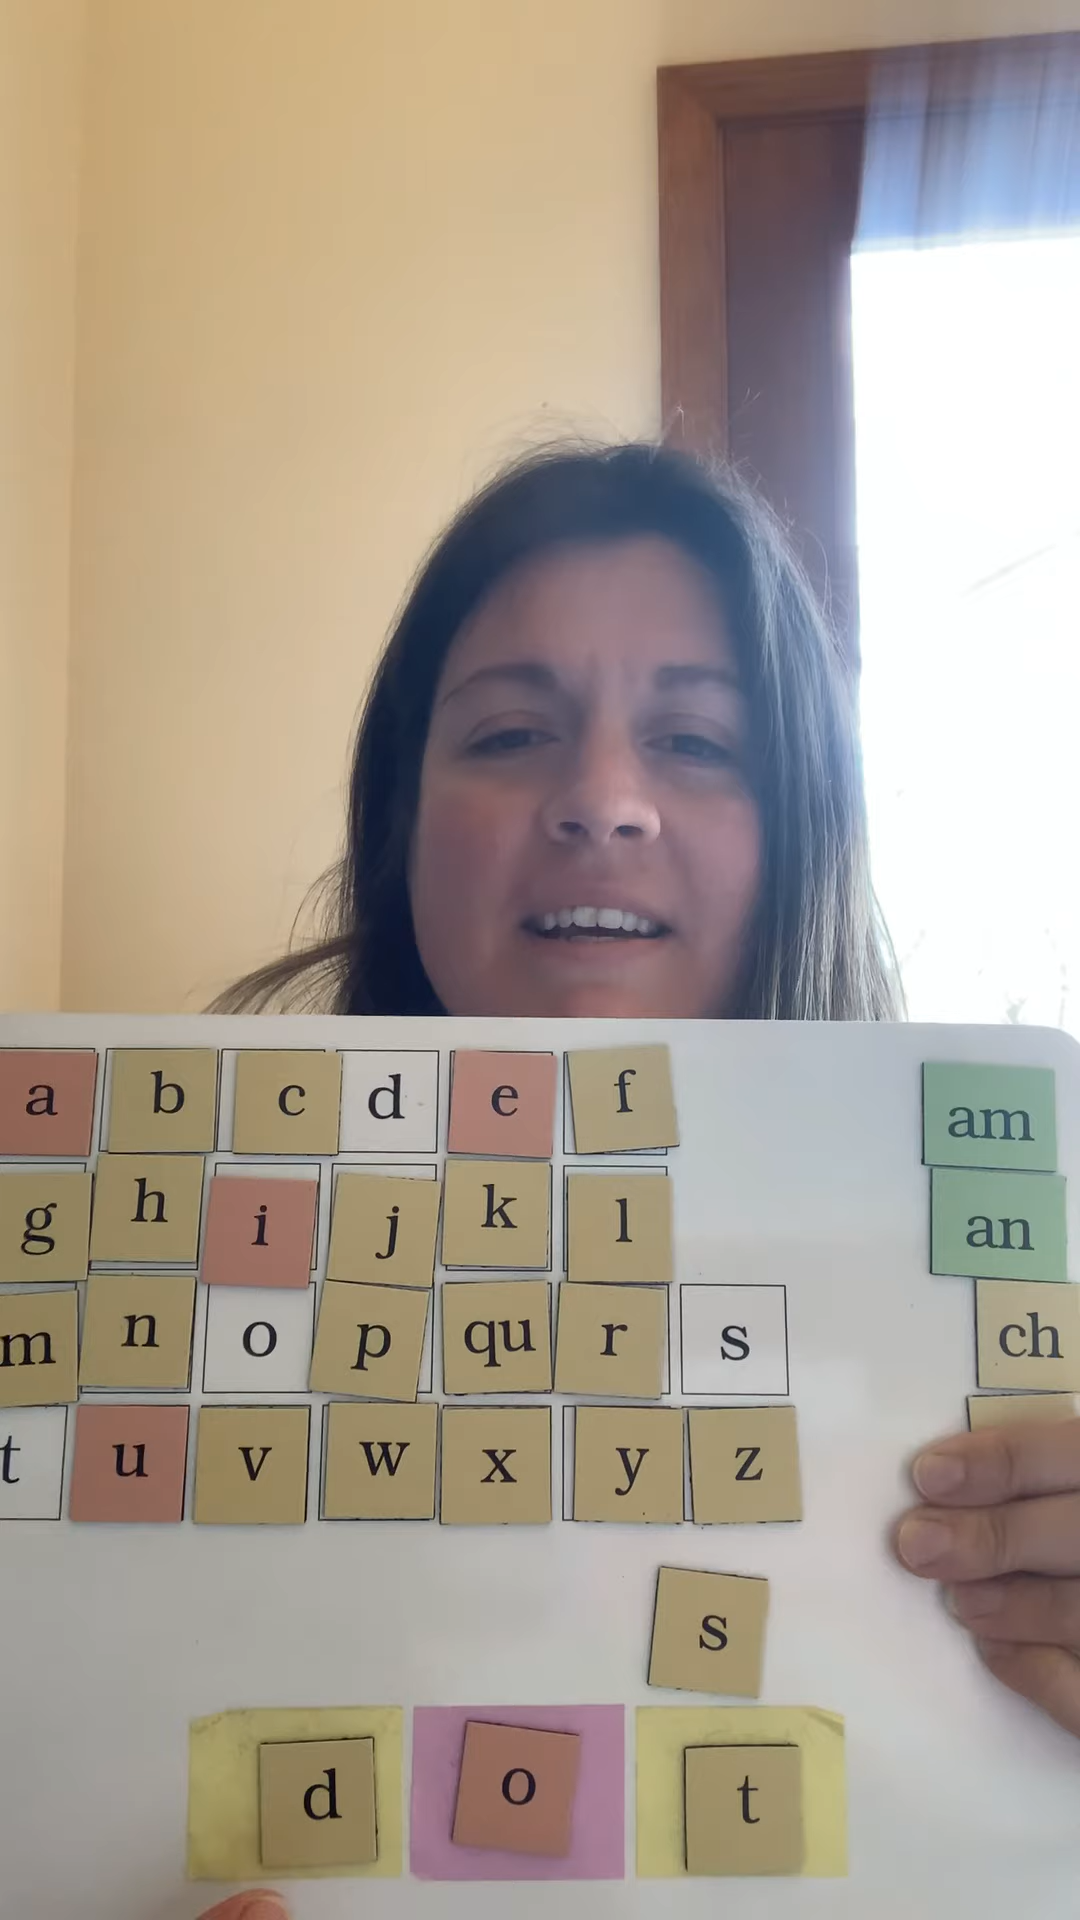 a b c d e f
g h i j k l
m n o p qu r s
t u v w x y z
am
an
ch
s
d o t